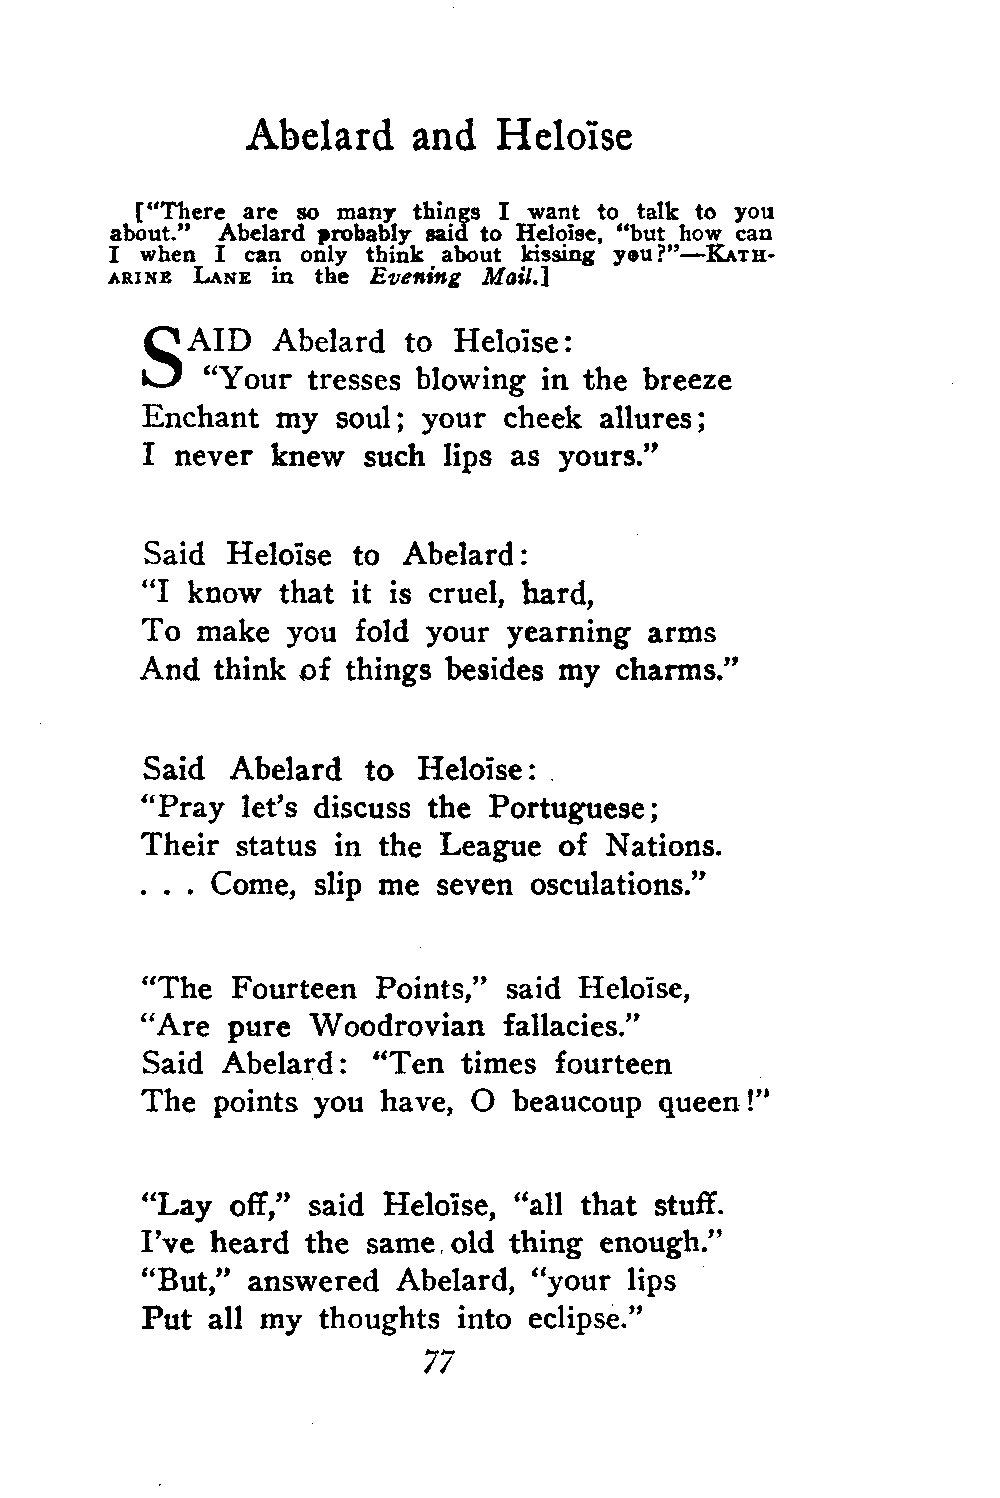 Abelard and Heloïse
["There are so many things I want to talk to you
about." Abelard probably said to Heloïse, "but how can
I when I can only think about kissing you?"—KATH-
ARINE LANE in the Evening Mail.]
SAID Abelard to Heloïse:
"Your tresses blowing in the breeze
Enchant my soul; your cheek allures;
I never knew such lips as yours."
Said Heloïse to Abelard:
"I know that it is cruel, hard,
To make you fold your yearning arms
And think of things besides my charms."
Said Abelard to Heloïse:
"Pray let's discuss the Portuguese;
Their status in the League of Nations.
. . . Come, slip me seven osculations."
"The Fourteen Points," said Heloïse,
"Are pure Woodrovian fallacies."
Said Abelard: "Ten times fourteen
The points you have, O beaucoup queen!"
"Lay off," said Heloïse, "all that stuff.
I've heard the same old thing enough."
"But," answered Abelard, "your lips
Put all my thoughts into eclipse."
77